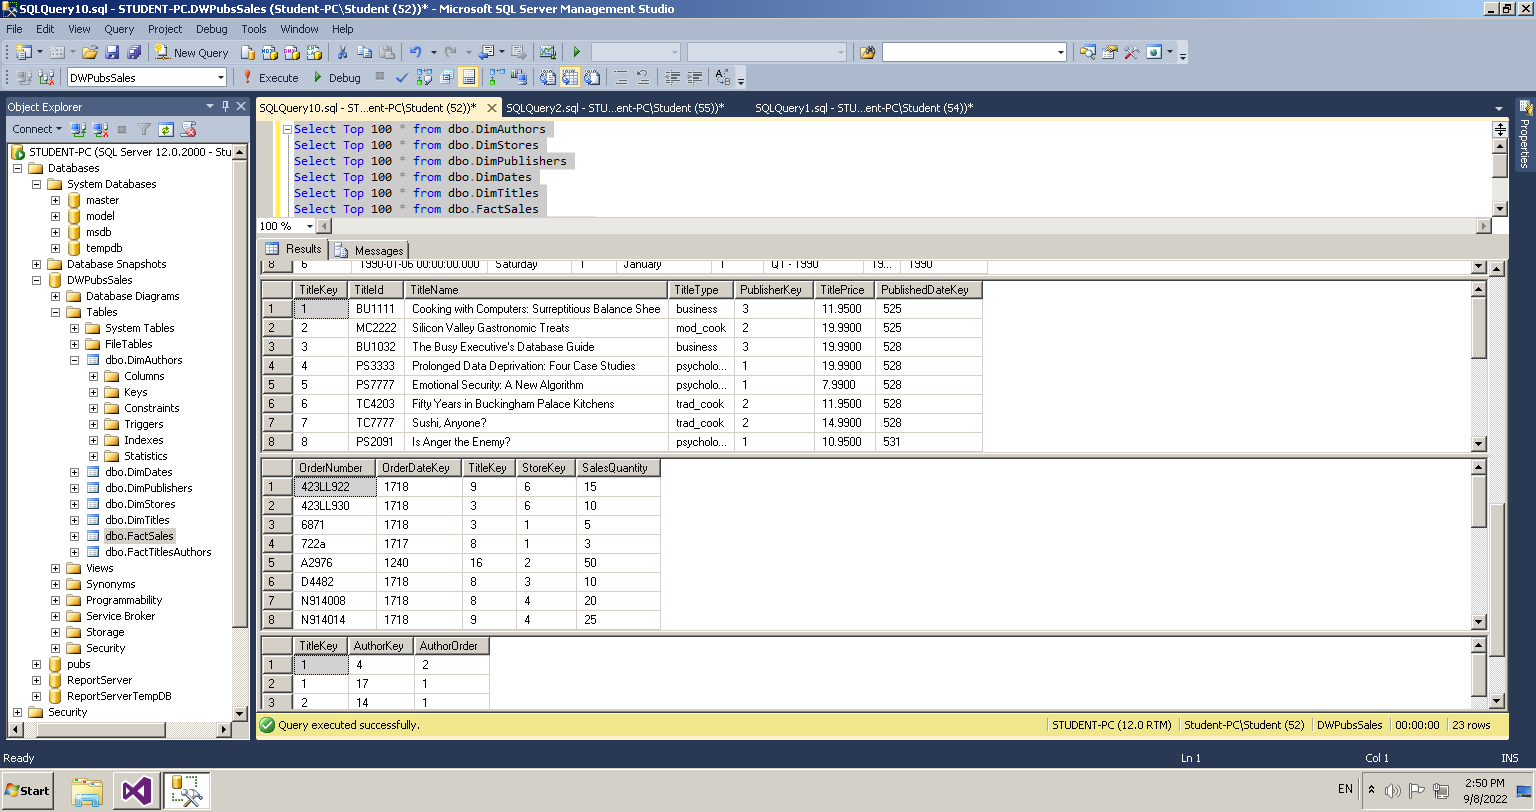 SQLQuery10.sql - STUDENT-PC.DWPubsSales (Student-PC\Student (52))* - Microsoft SQL Server Management Studio
File Edit View Query Project Debug Tools Window Help
New Query
DWPubsSales Execute Debug
Object Explorer
Connect
STUDENT-PC (SQL Server 12.0.2000 - Stu
Databases
System Databases
master
model
msdb
tempdb
Database Snapshots
DWPubsSales
Database Diagrams
Tables
System Tables
FileTables
dbo.DimAuthors
Columns
Keys
Constraints
Triggers
Indexes
Statistics
dbo.DimDates
dbo.DimPublishers
dbo.DimStores
dbo.DimTitles
dbo.FactSales
dbo.FactTitlesAuthors
Views
Synonyms
Programmability
Service Broker
Storage
Security
pubs
ReportServer
ReportServerTempDB
Security
SQLQuery10.sql - ST...ent-PC\Student (52))* SQLQuery2.sql - STU...ent-PC\Student (55))* SQLQuery1.sql - STU...ent-PC\Student (54))*
Select Top 100 * from dbo.DimAuthors
Select Top 100 * from dbo.DimStores
Select Top 100 * from dbo.DimPublishers
Select Top 100 * from dbo.DimDates
Select Top 100 * from dbo.DimTitles
Select Top 100 * from dbo.FactSales
100 %
Results Messages
8 6 1990-01-06 00:00:00.000 Saturday 1 January 1 Q1 - 1990 19... 1990
TitleKey TitleId TitleName TitleType PublisherKey TitlePrice PublishedDateKey
1 1 BU1111 Cooking with Computers: Surreptitious Balance Shee business 3 11.9500 525
2 2 MC2222 Silicon Valley Gastronomic Treats mod_cook 2 19.9900 525
3 3 BU1032 The Busy Executive's Database Guide business 3 19.9900 528
4 4 PS3333 Prolonged Data Deprivation: Four Case Studies psycholo... 1 19.9900 528
5 5 PS7777 Emotional Security: A New Algorithm psycholo... 1 7.9900 528
6 6 TC4203 Fifty Years in Buckingham Palace Kitchens trad_cook 2 11.9500 528
7 7 TC7777 Sushi, Anyone? trad_cook 2 14.9900 528
8 8 PS2091 Is Anger the Enemy? psycholo... 1 10.9500 531
OrderNumber OrderDateKey TitleKey StoreKey SalesQuantity
1 423LL922 1718 9 6 15
2 423LL930 1718 3 6 10
3 6871 1718 3 1 5
4 722a 1717 8 1 3
5 A2976 1240 16 2 50
6 D4482 1718 8 3 10
7 N914008 1718 8 4 20
8 N914014 1718 9 4 25
TitleKey AuthorKey AuthorOrder
1 1 4 2
2 1 17 1
3 2 14 1
Query executed successfully. STUDENT-PC (12.0 RTM) Student-PC\Student (52) DWPubsSales 00:00:00 23 rows
Properties
Ready Ln 1 Col 1 INS
Start EN 2:50 PM
9/8/2022